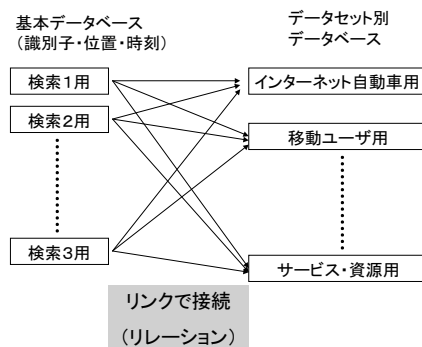 基本データベース
(識別子・位置・時刻)
データセット別
データベース
検索1用
検索2用
検索3用
インターネット自動車用
移動ユーザ用
サービス・資源用
リンクで接続
(リレーション)